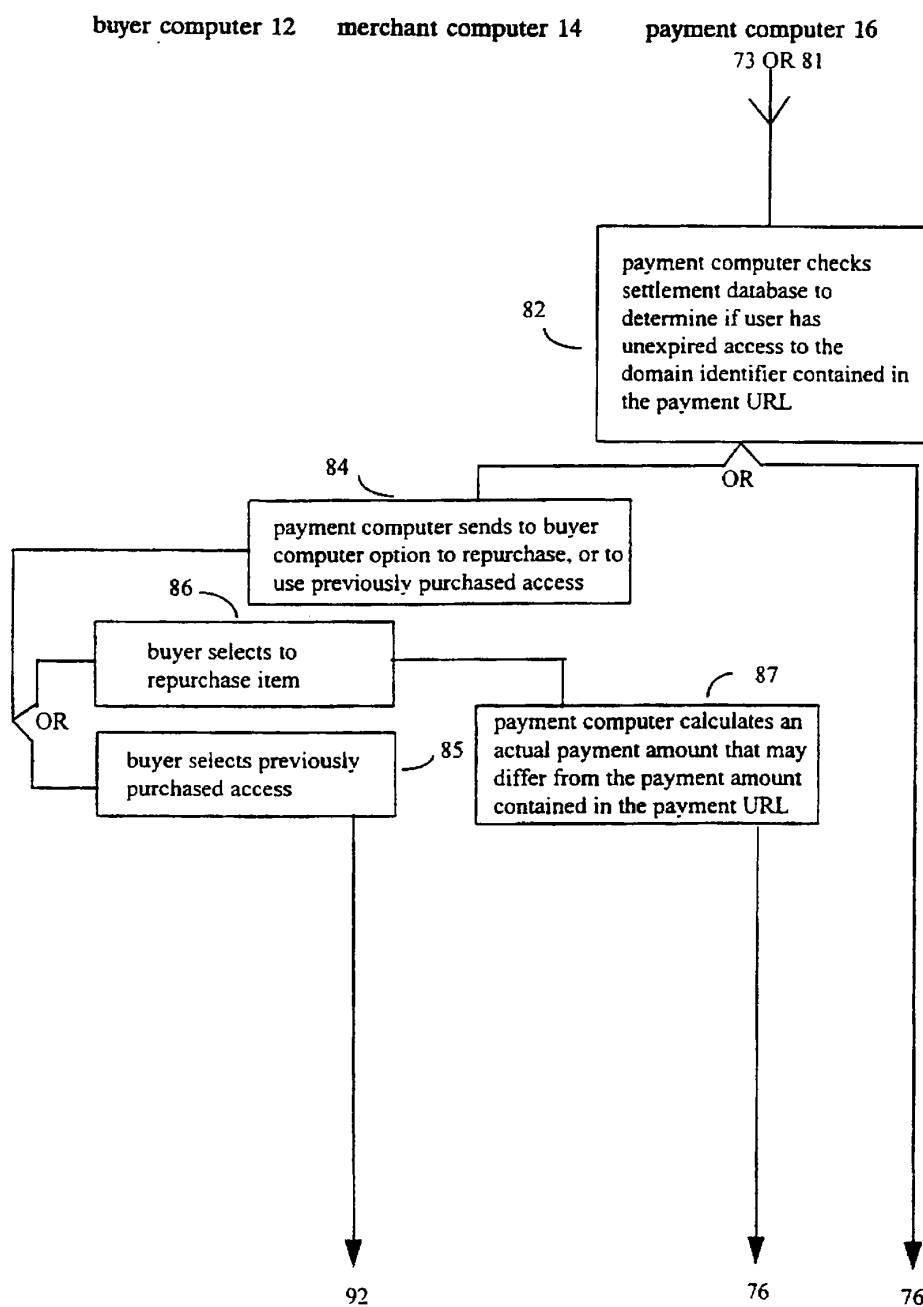 buyer computer 12 merchant computer 14 payment computer 16
73 OR 81
payment computer checks
settlement database to
determine if user has
unexpired access to the
domain identifier contained in
the payment URL
82
OR
84
payment computer sends to buyer
computer option to repurchase, or to
use previously purchased access
86
buyer selects to
repurchase item
OR
87
payment computer calculates an
actual payment amount that may
differ from the payment amount
contained in the payment URL
buyer selects previously
purchased access
85
92
76
76